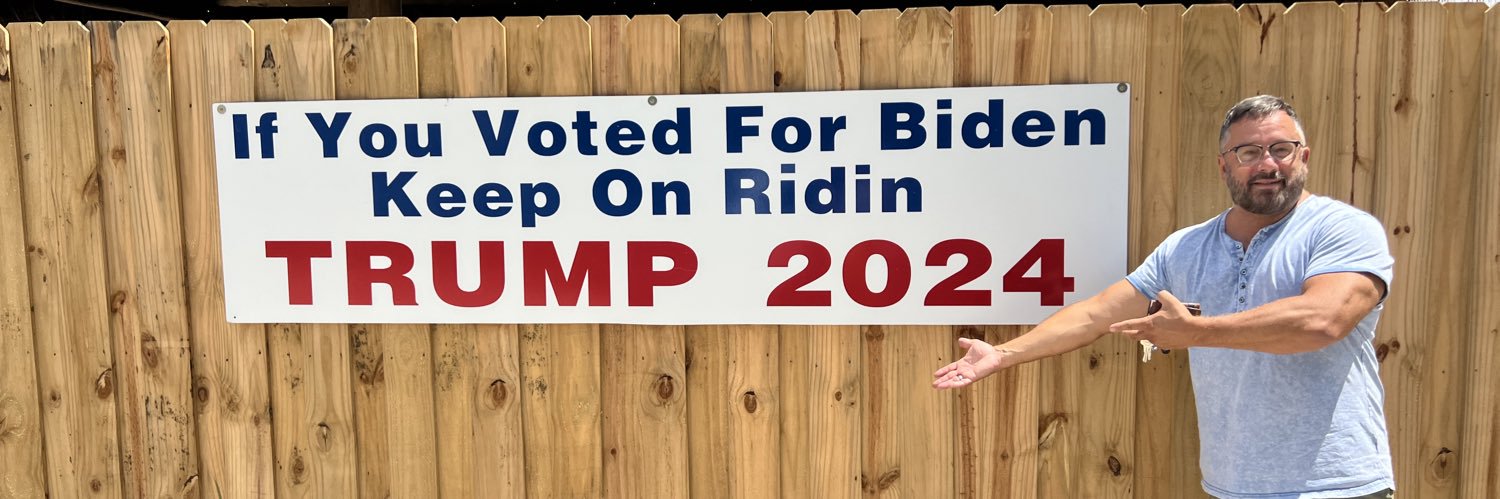 If You Voted For Biden
Keep On Ridin
TRUMP 2024